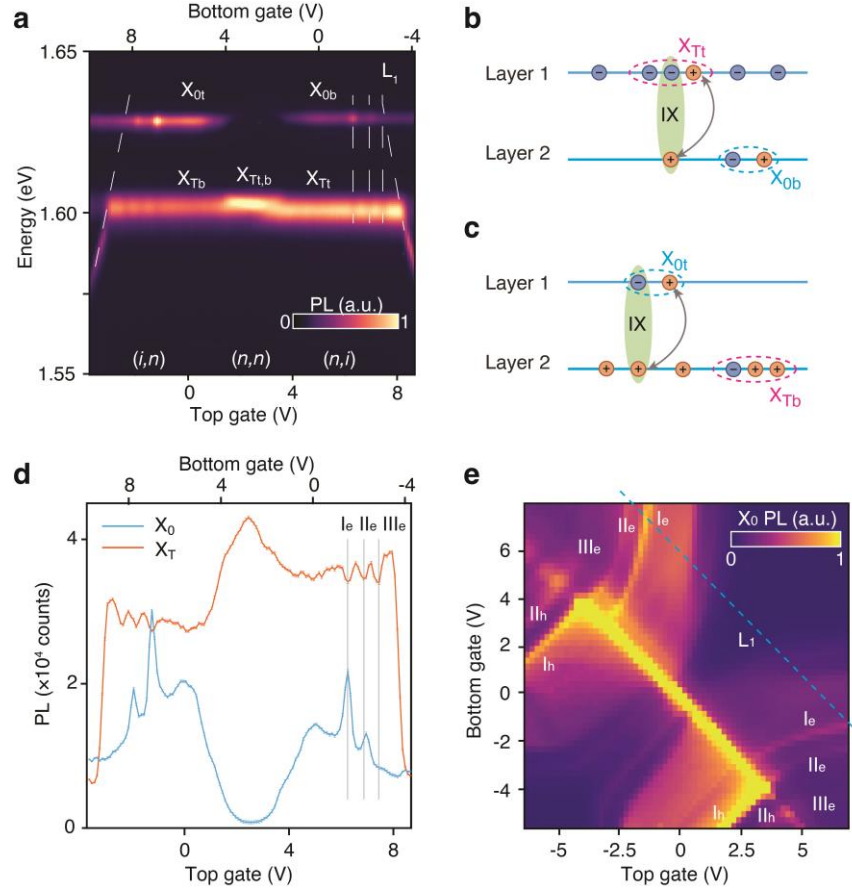 a
Bottom gate (V)
8 4 0 -4
1.65
1.60
1.55
Energy (eV)
L1
X0t X0b
XTb XTt,b XTt
PL (a.u.)
0 1
(i,n) (n,n) (n,i)
0 4 8
Top gate (V)
b
XTt
Layer 1
− − − + − −
IX
Layer 2
+ − +
X0b
c
X0t
Layer 1
− +
IX
Layer 2
+ + + − + +
XTb
d
Bottom gate (V)
8 4 0 -4
X0
XT
Ie IIe IIIe
4
2
0
PL (×10⁴ counts)
0 4 8
Top gate (V)
e
X0 PL (a.u.)
0 1
IIIe IIe Ie
IIh
Ih
L1
Ie
IIe
IIIe
Ih IIh
6
4
2
0
-2
-4
Bottom gate (V)
-5 -2.5 0 2.5 5
Top gate (V)